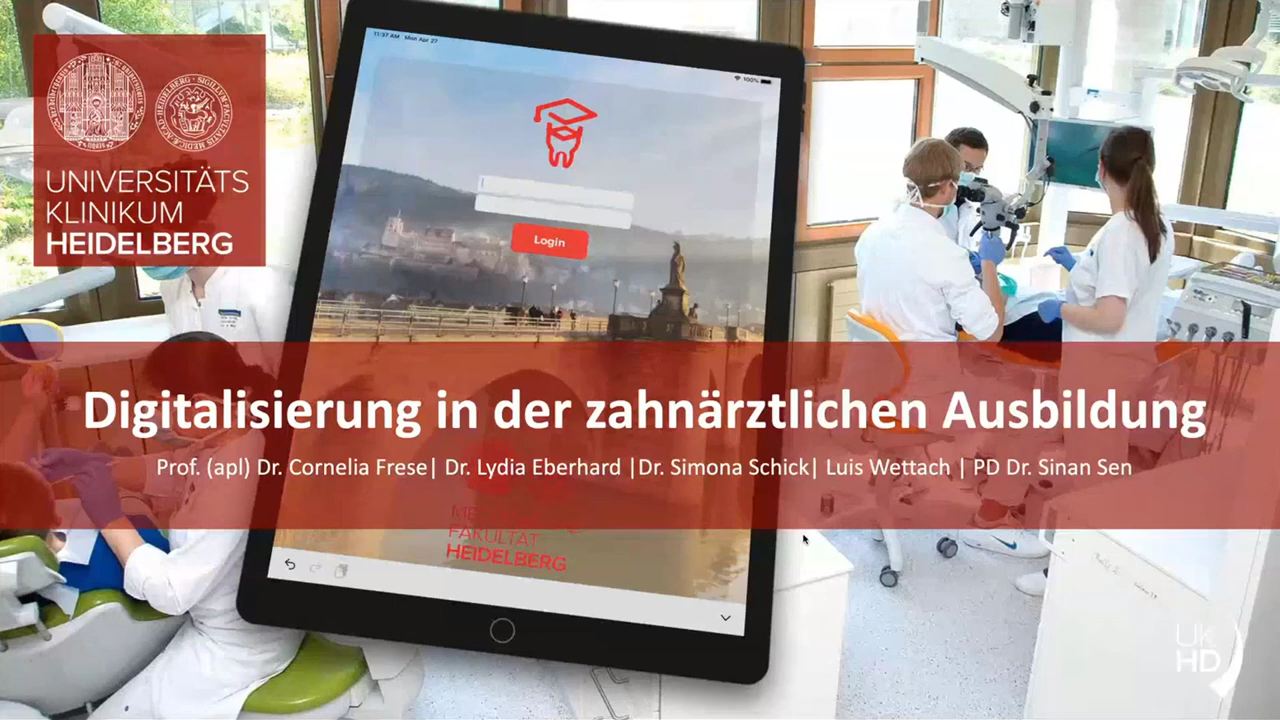 11:37 AM Mon Apr 27
100%
UNIVERSITÄTS
KLINIKUM
HEIDELBERG
Login
Digitalisierung in der zahnärztlichen Ausbildung
Prof. (apl) Dr. Cornelia Frese| Dr. Lydia Eberhard |Dr. Simona Schick| Luis Wettach | PD Dr. Sinan Sen
FAKULTÄT
HEIDELBERG
UK
HD